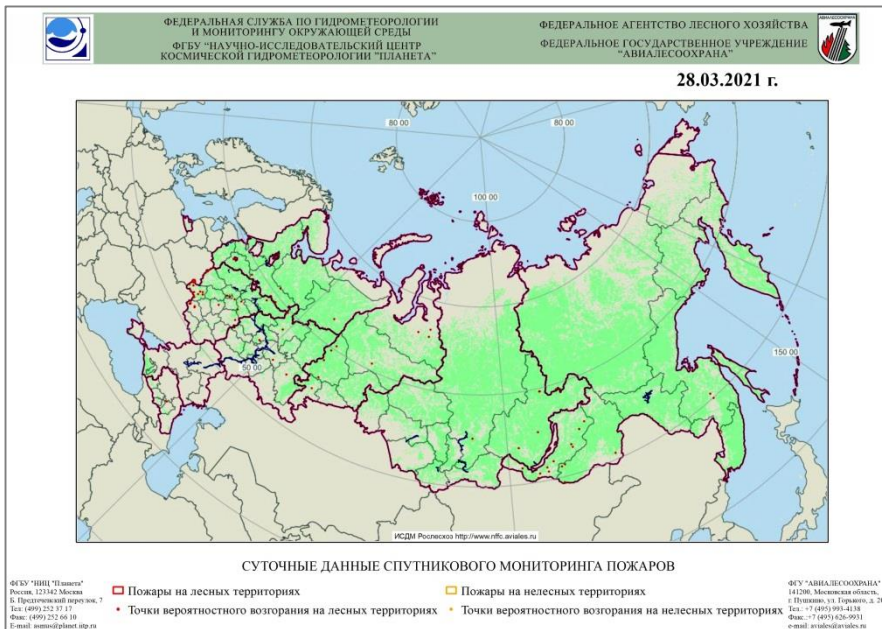 ФЕДЕРАЛЬНАЯ СЛУЖБА ПО ГИДРОМЕТЕОРОЛОГИИ
И МОНИТОРИНГУ ОКРУЖАЮЩЕЙ СРЕДЫ
ФГБУ "НАУЧНО-ИССЛЕДОВАТЕЛЬСКИЙ ЦЕНТР
КОСМИЧЕСКОЙ ГИДРОМЕТЕОРОЛОГИИ "ПЛАНЕТА"
ФЕДЕРАЛЬНОЕ АГЕНТСТВО ЛЕСНОГО ХОЗЯЙСТВА
ФЕДЕРАЛЬНОЕ ГОСУДАРСТВЕННОЕ УЧРЕЖДЕНИЕ
"АВИАЛЕСООХРАНА"
АВИАЛЕСООХРАНА
28.03.2021 г.
80 00
80 00
100 00
150 00
50 00
ИСДМ Рослесхоз http://www.nffc.aviales.ru
СУТОЧНЫЕ ДАННЫЕ СПУТНИКОВОГО МОНИТОРИНГА ПОЖАРОВ
ФГБУ "НИЦ "Планета"
Россия, 123342 Москва
Б. Предтеченский переулок, 7
Тел: (499) 252 37 17
Факс: (499) 252 66 10
E-mail: asmus@planet.iitp.ru
Пожары на лесных территориях
Точки вероятностного возгорания на лесных территориях
Пожары на нелесных территориях
Точки вероятностного возгорания на нелесных территориях
ФГУ "АВИАЛЕСООХРАНА"
141200, Московская область,
г. Пушкино, ул. Горького, д. 20
Тел.: +7 (495) 993-4138
Факс.:+7 (495) 626-9931
e-mail: aviales@aviales.ru